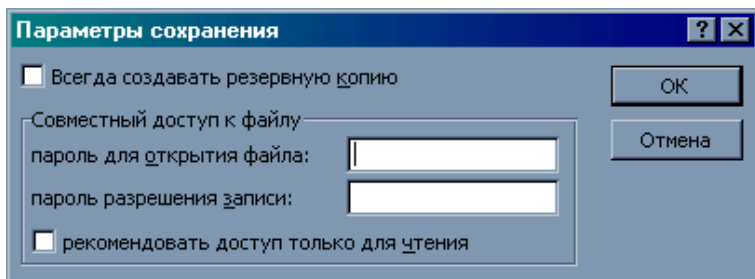 Параметры сохранения
Всегда создавать резервную копию
ОК
Совместный доступ к файлу
Отмена
пароль для открытия файла:
пароль разрешения записи:
рекомендовать доступ только для чтения